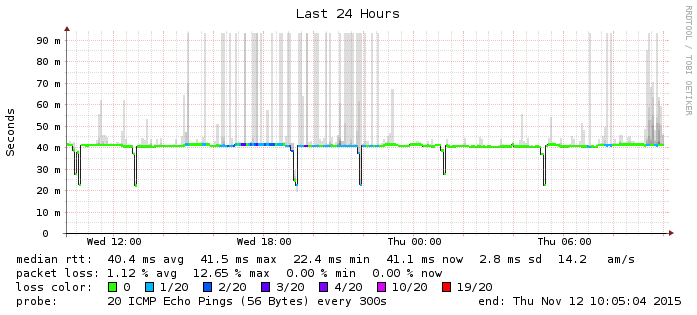 Last 24 Hours
RRDTOOL / TOBI OETIKER
Seconds
90 m
80 m
70 m
60 m
50 m
40 m
30 m
20 m
10 m
0
Wed 12:00 Wed 18:00 Thu 00:00 Thu 06:00
median rtt: 40.4 ms avg 41.5 ms max 22.4 ms min 41.1 ms now 2.8 ms sd 14.2 am/s
packet loss: 1.12 % avg 12.65 % max 0.00 % min 0.00 % now
loss color: 0 1/20 2/20 3/20 4/20 10/20 19/20
probe: 20 ICMP Echo Pings (56 Bytes) every 300s end: Thu Nov 12 10:05:04 2015